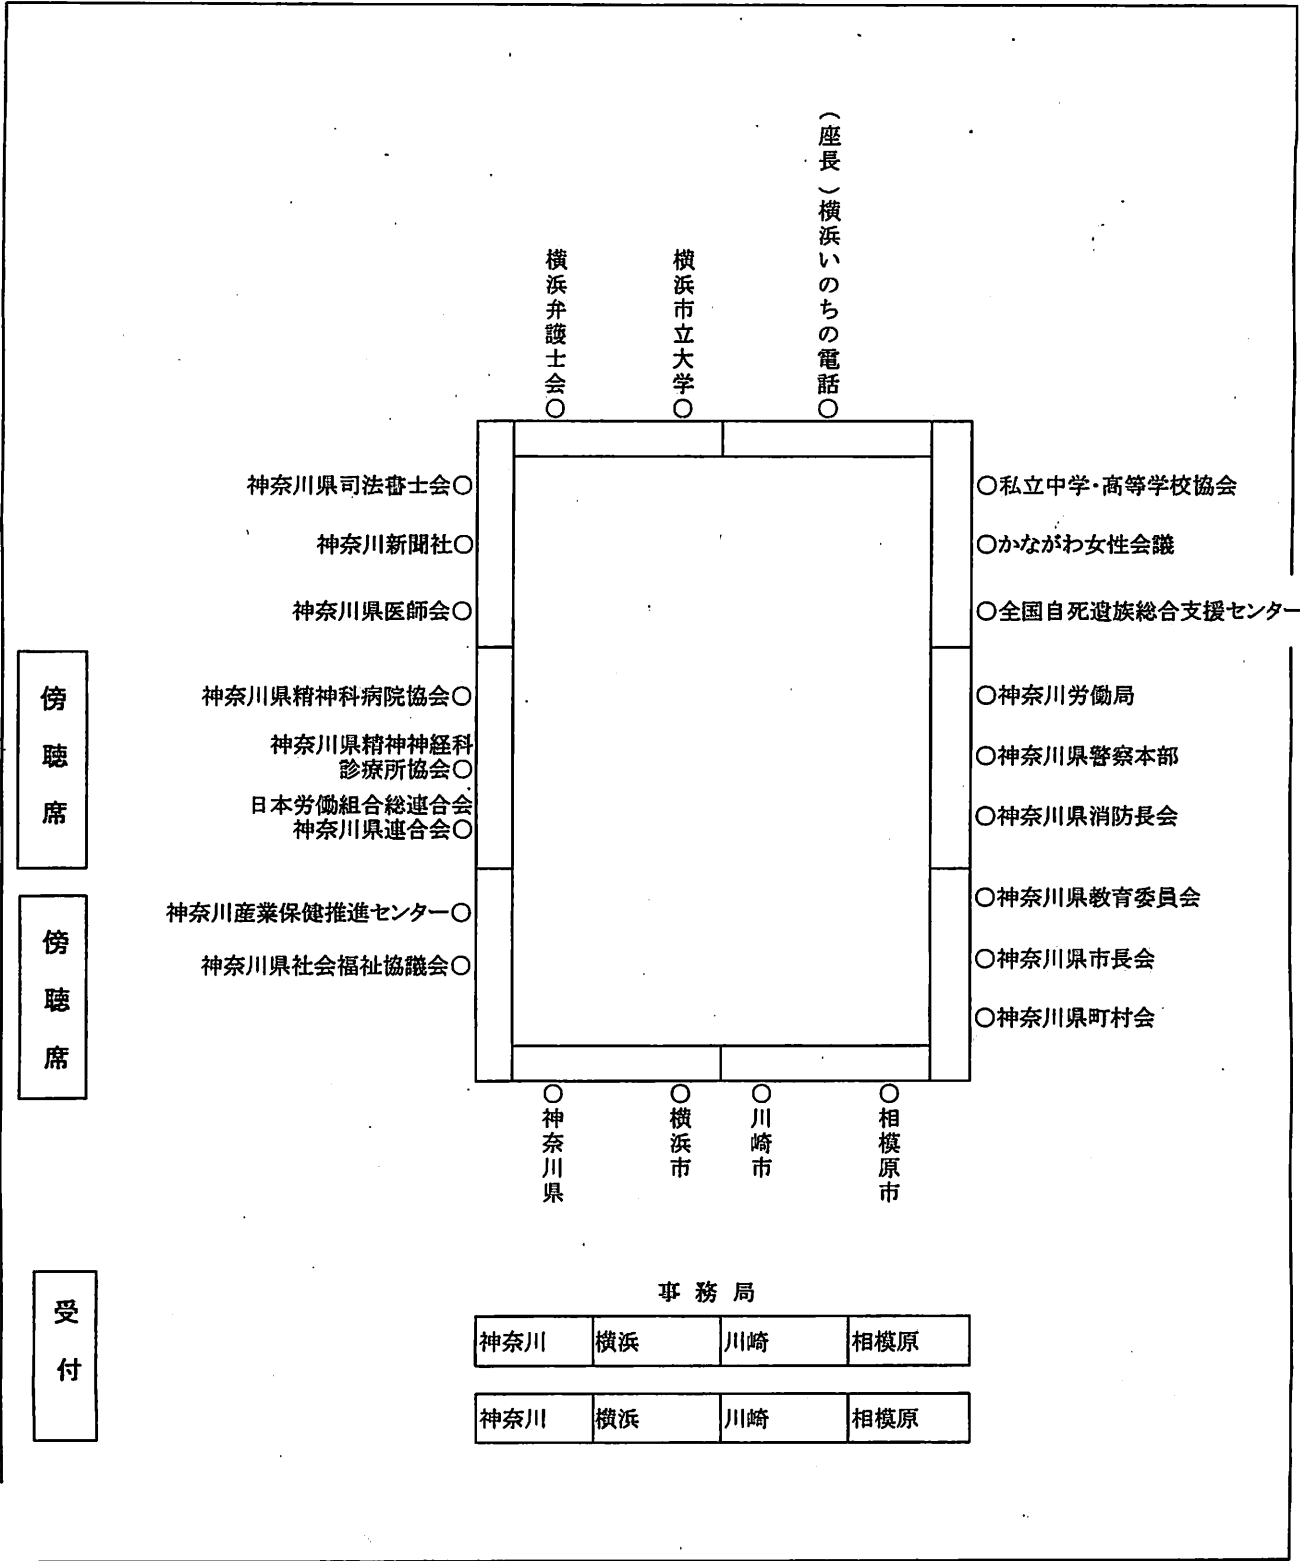 （座長）横浜いのちの電話○
横浜市立大学○
横浜弁護士会○
神奈川県司法書士会○
神奈川新聞社○
神奈川県医師会○
神奈川県精神科病院協会○
神奈川県精神神経科
診療所協会○
日本労働組合総連合会
神奈川県連合会○
神奈川産業保健推進センター○
神奈川県社会福祉協議会○
○私立中学・高等学校協会
○かながわ女性会議
○全国自死遺族総合支援センター
○神奈川労働局
○神奈川県警察本部
○神奈川県消防長会
○神奈川県教育委員会
○神奈川県市長会
○神奈川県町村会
○神奈川県
○横浜市
○川崎市
○相模原市
傍聴席
傍聴席
受付
事務局
神奈川 横浜 川崎 相模原
神奈川 横浜 川崎 相模原